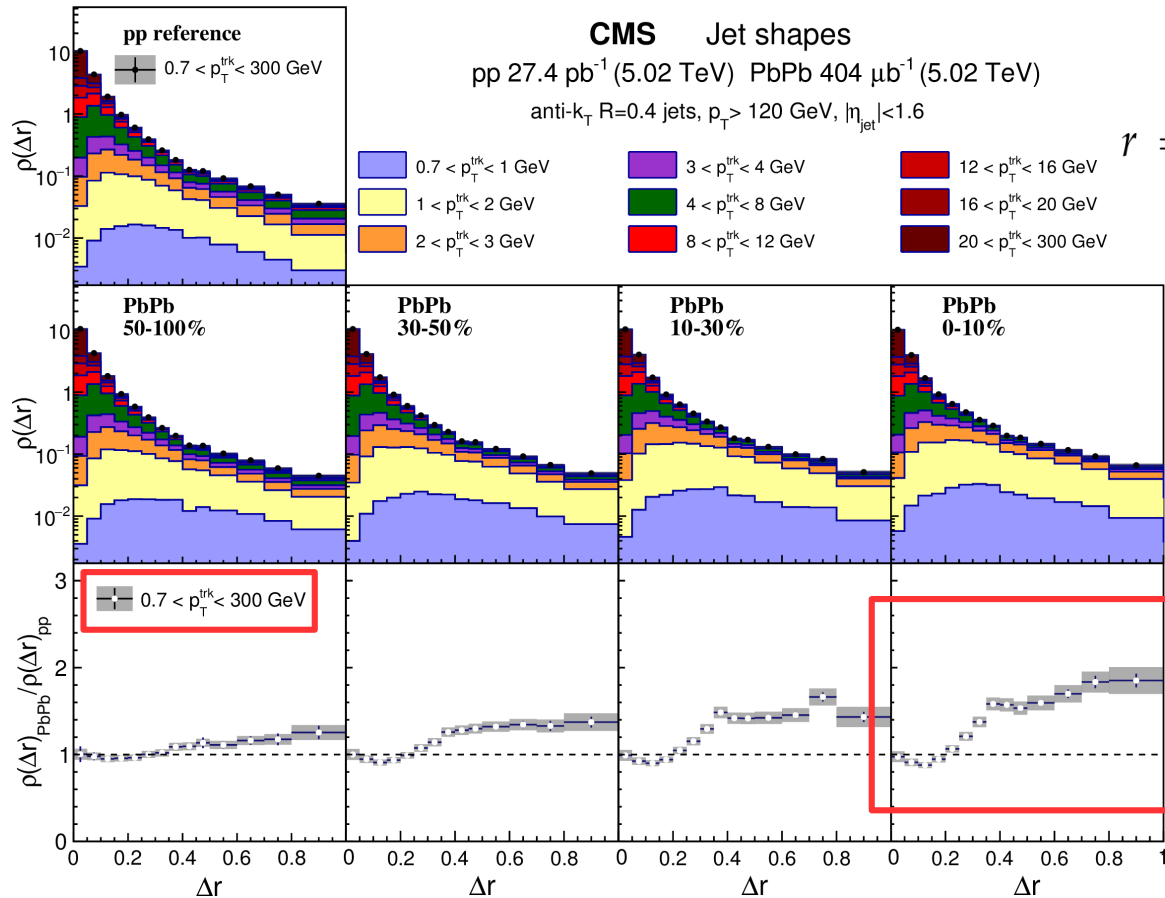 pp reference
0.7 < p_T^trk < 300 GeV
CMS Jet shapes
pp 27.4 pb⁻¹ (5.02 TeV) PbPb 404 μb⁻¹ (5.02 TeV)
anti-k_T R=0.4 jets, p_T > 120 GeV, |η_jet|<1.6
r =
0.7 < p_T^trk < 1 GeV
3 < p_T^trk < 4 GeV
12 < p_T^trk < 16 GeV
1 < p_T^trk < 2 GeV
4 < p_T^trk < 8 GeV
16 < p_T^trk < 20 GeV
2 < p_T^trk < 3 GeV
8 < p_T^trk < 12 GeV
20 < p_T^trk < 300 GeV
ρ(Δr)
10
1
10⁻¹
10⁻²
PbPb
50-100%
PbPb
30-50%
PbPb
10-30%
PbPb
0-10%
ρ(Δr)
10
1
10⁻¹
10⁻²
0.7 < p_T^trk < 300 GeV
ρ(Δr)_PbPb/ρ(Δr)_pp
3
2
1
0
0.2 0.4 0.6 0.8
0 0.2 0.4 0.6 0.8
0 0.2 0.4 0.6 0.8
0 0.2 0.4 0.6 0.8 1
Δr Δr Δr Δr